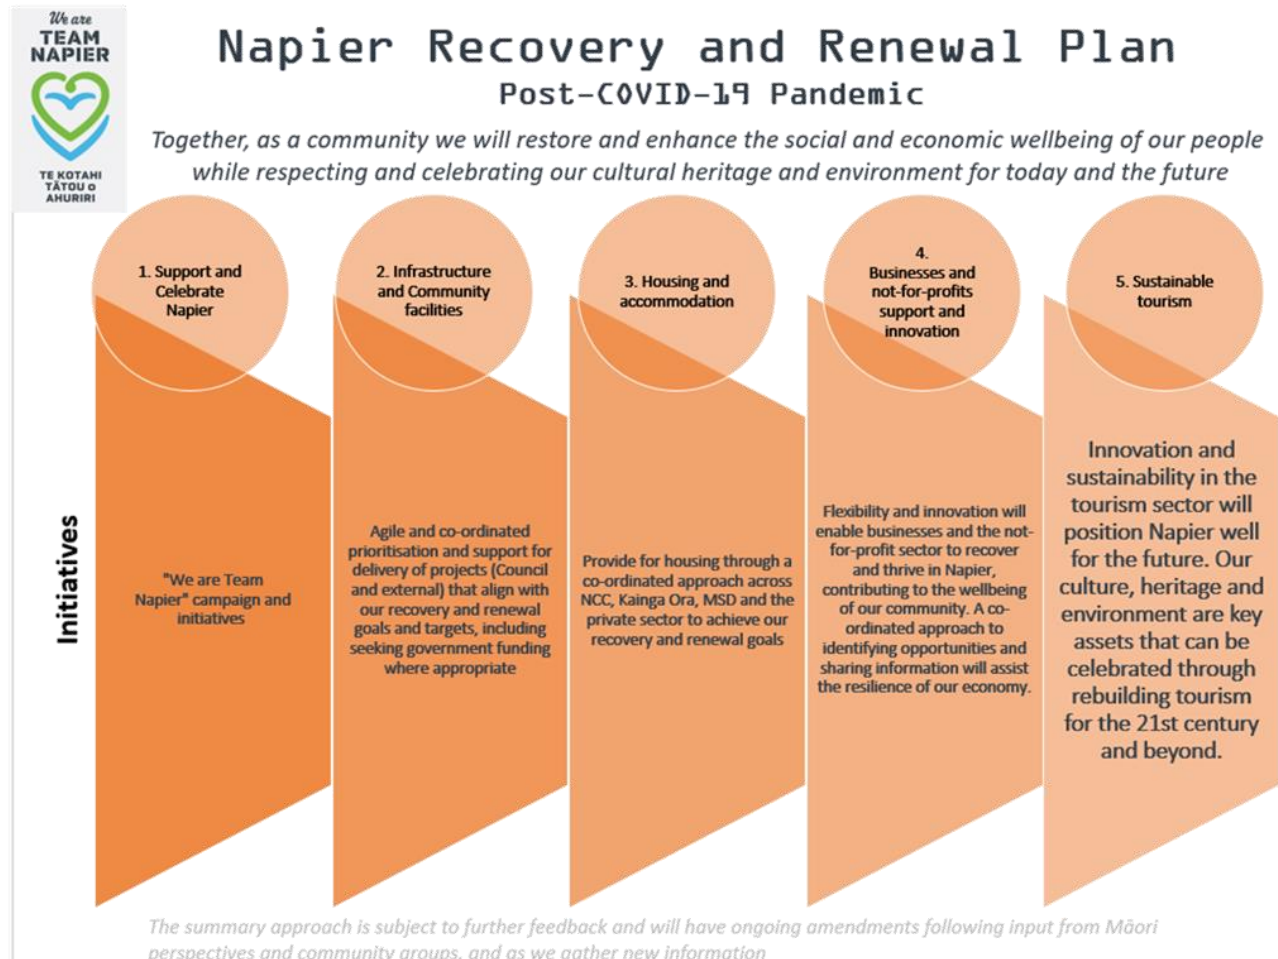 We are
TEAM
NAPIER
TE KOTAHI
TĀTOU o
AHURIRI
Napier Recovery and Renewal Plan
Post-COVID-19 Pandemic
Together, as a community we will restore and enhance the social and economic wellbeing of our people
while respecting and celebrating our cultural heritage and environment for today and the future
1. Support and
Celebrate
Napier
2. Infrastructure
and Community
facilities
3. Housing and
accommodation
4.
Businesses and
not-for-profits
support and
innovation
5. Sustainable
tourism
Initiatives
"We are Team
Napier" campaign and
initiatives
Agile and co-ordinated
prioritisation and support for
delivery of projects (Council
and external) that align with
our recovery and renewal
goals and targets, including
seeking government funding
where appropriate
Provide for housing through a
co-ordinated approach across
NCC, Kainga Ora, MSD and the
private sector to achieve our
recovery and renewal goals
Flexibility and innovation will
enable businesses and the not-
for-profit sector to recover
and thrive in Napier,
contributing to the wellbeing
of our community. A co-
ordinated approach to
identifying opportunities and
sharing information will assist
the resilience of our economy.
Innovation and
sustainability in the
tourism sector will
position Napier well
for the future. Our
culture, heritage and
environment are key
assets that can be
celebrated through
rebuilding tourism
for the 21st century
and beyond.
The summary approach is subject to further feedback and will have ongoing amendments following input from Māori
perspectives and community groups, and as we gather new information